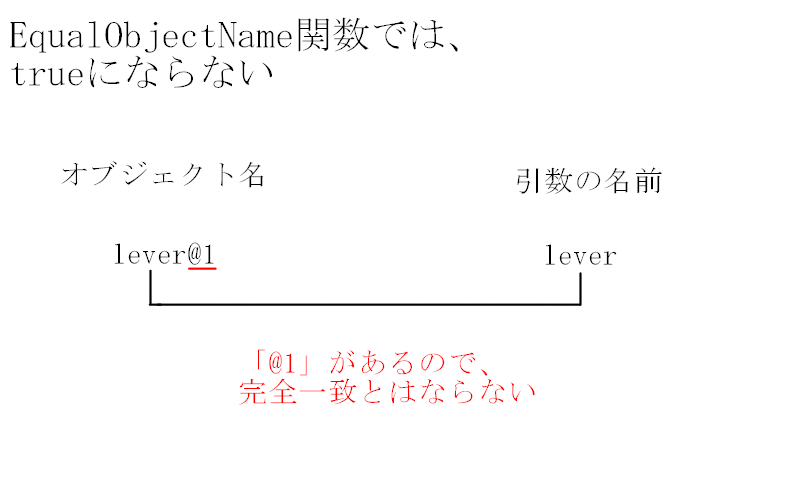 EqualObjectName関数では、
trueにならない
オブジェクト名
引数の名前
lever@1
lever
「@1」があるので、
完全一致とはならない